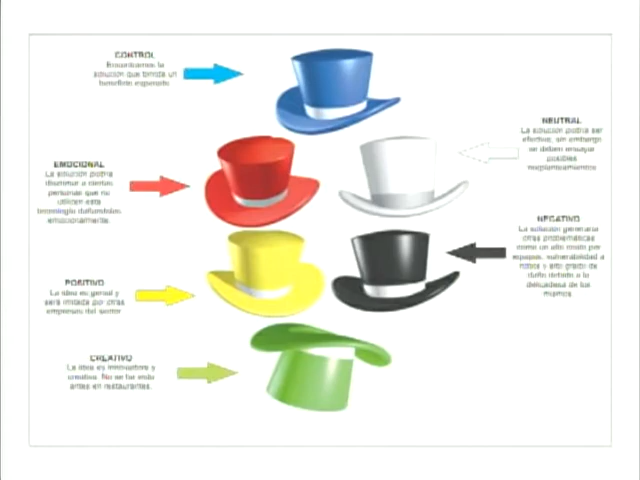 CONTROL
Encontramos la
solución que brinda un
beneficio esperado.
NEUTRAL
La solución podría ser
efectiva, sin embargo
se deben ensayar
posibles
EMOCIONAL
La solución podría
discriminar a ciertas
personas que no
utilicen esta
tecnología dañándolos
emocionalmente.
NEGATIVO
La solución generaría
otras problemáticas
como un alto costo por
equipos, vulnerabilidad a
robos y alto grado de
daño debido a la
delicadeza de los
mismos
POSITIVO
La idea es genial y
será imitada por otras
empresas del sector
CREATIVO
La idea es innovadora y
creativa. No se ha visto
antes en restaurantes.